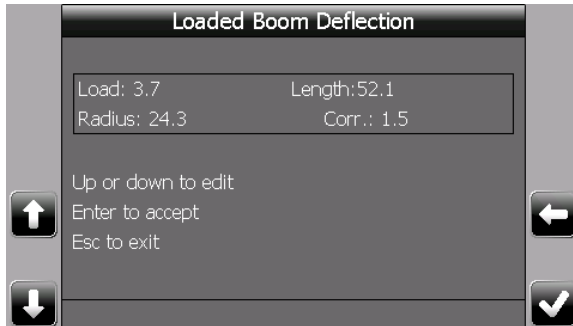 Loaded Boom Deflection
Load: 3.7 Length:52.1
Radius: 24.3 Corr.: 1.5
Up or down to edit
Enter to accept
Esc to exit